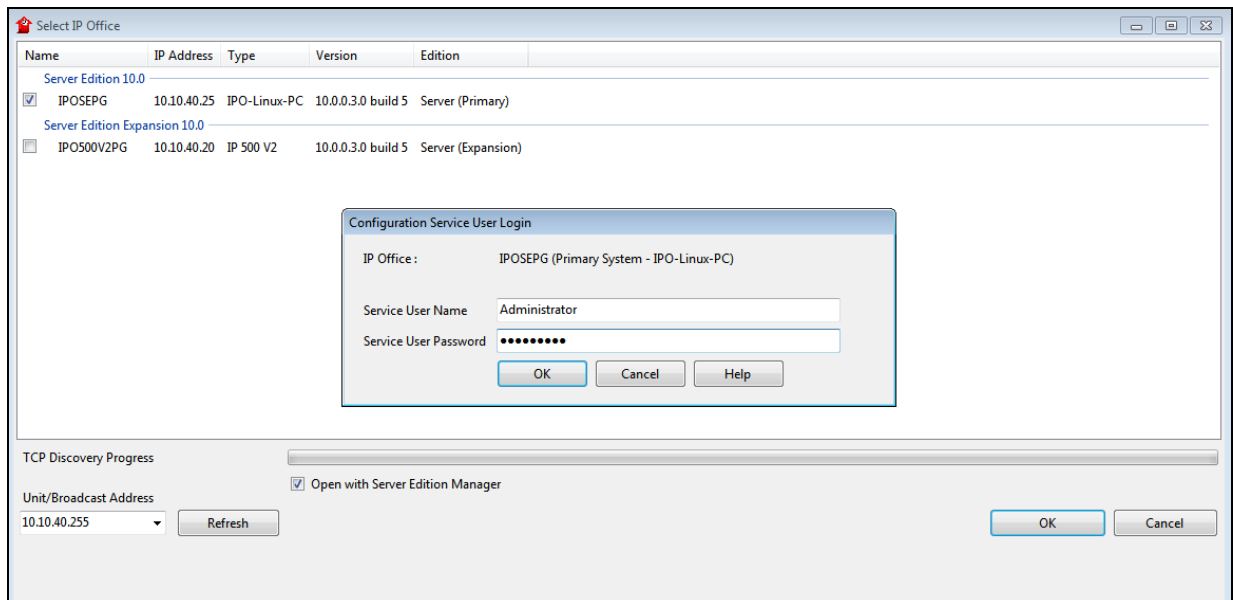 Select IP Office
Name IP Address Type Version Edition
Server Edition 10.0
IPOSEPG 10.10.40.25 IPO-Linux-PC 10.0.0.3.0 build 5 Server (Primary)
Server Edition Expansion 10.0
IPO500V2PG 10.10.40.20 IP 500 V2 10.0.0.3.0 build 5 Server (Expansion)
Configuration Service User Login
IP Office : IPOSEPG (Primary System - IPO-Linux-PC)
Service User Name Administrator
Service User Password •••••••••
OK Cancel Help
TCP Discovery Progress
Open with Server Edition Manager
Unit/Broadcast Address
10.10.40.255 Refresh OK Cancel